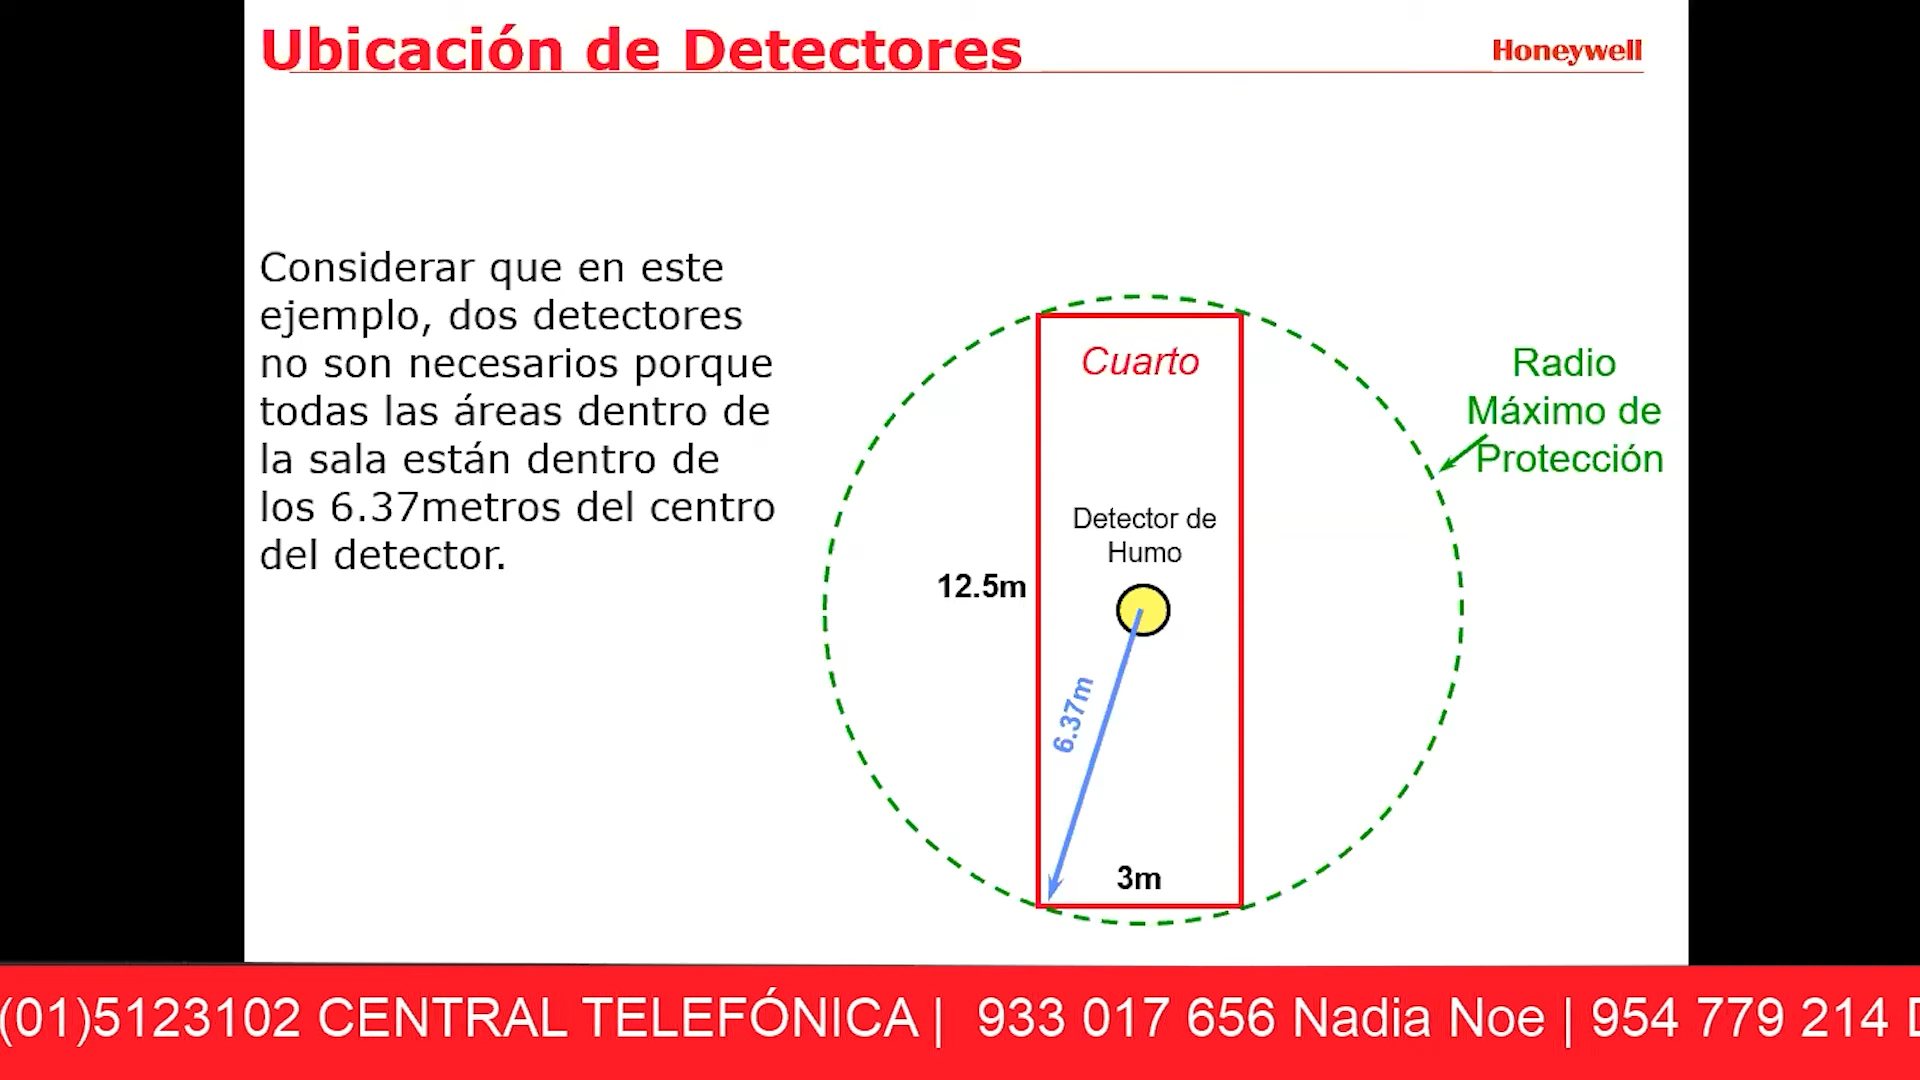 Ubicación de Detectores
Honeywell
Considerar que en este
ejemplo, dos detectores
no son necesarios porque
todas las áreas dentro de
la sala están dentro de
los 6.37metros del centro
del detector.
Cuarto
Radio
Máximo de
Protección
Detector de
Humo
12.5m
6.37m
3m
(01)5123102 CENTRAL TELEFÓNICA | 933 017 656 Nadia Noe | 954 779 214